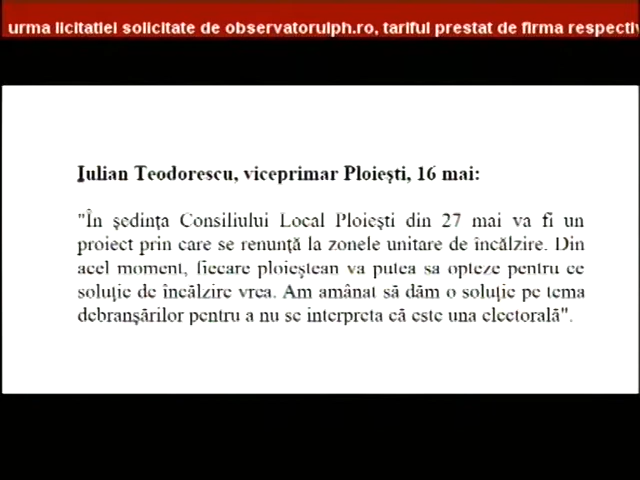 urma licitatiei solicitate de observatorulph.ro, tariful prestat de firma respectiv
Iulian Teodorescu, viceprimar Ploiești, 16 mai:
"În ședința Consiliului Local Ploiești din 27 mai va fi un
proiect prin care se renunță la zonele unitare de încălzire. Din
acel moment, fiecare ploieștean va putea sa opteze pentru ce
soluție de încălzire vrea. Am amânat să dăm o soluție pe tema
debranșărilor pentru a nu se interpreta că este una electorală".